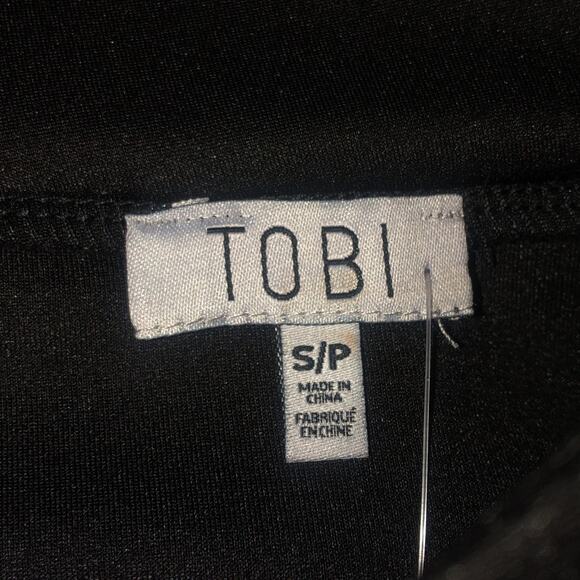 TOBI
S/P
MADE IN
CHINA
FABRIQUÉ
EN CHINE